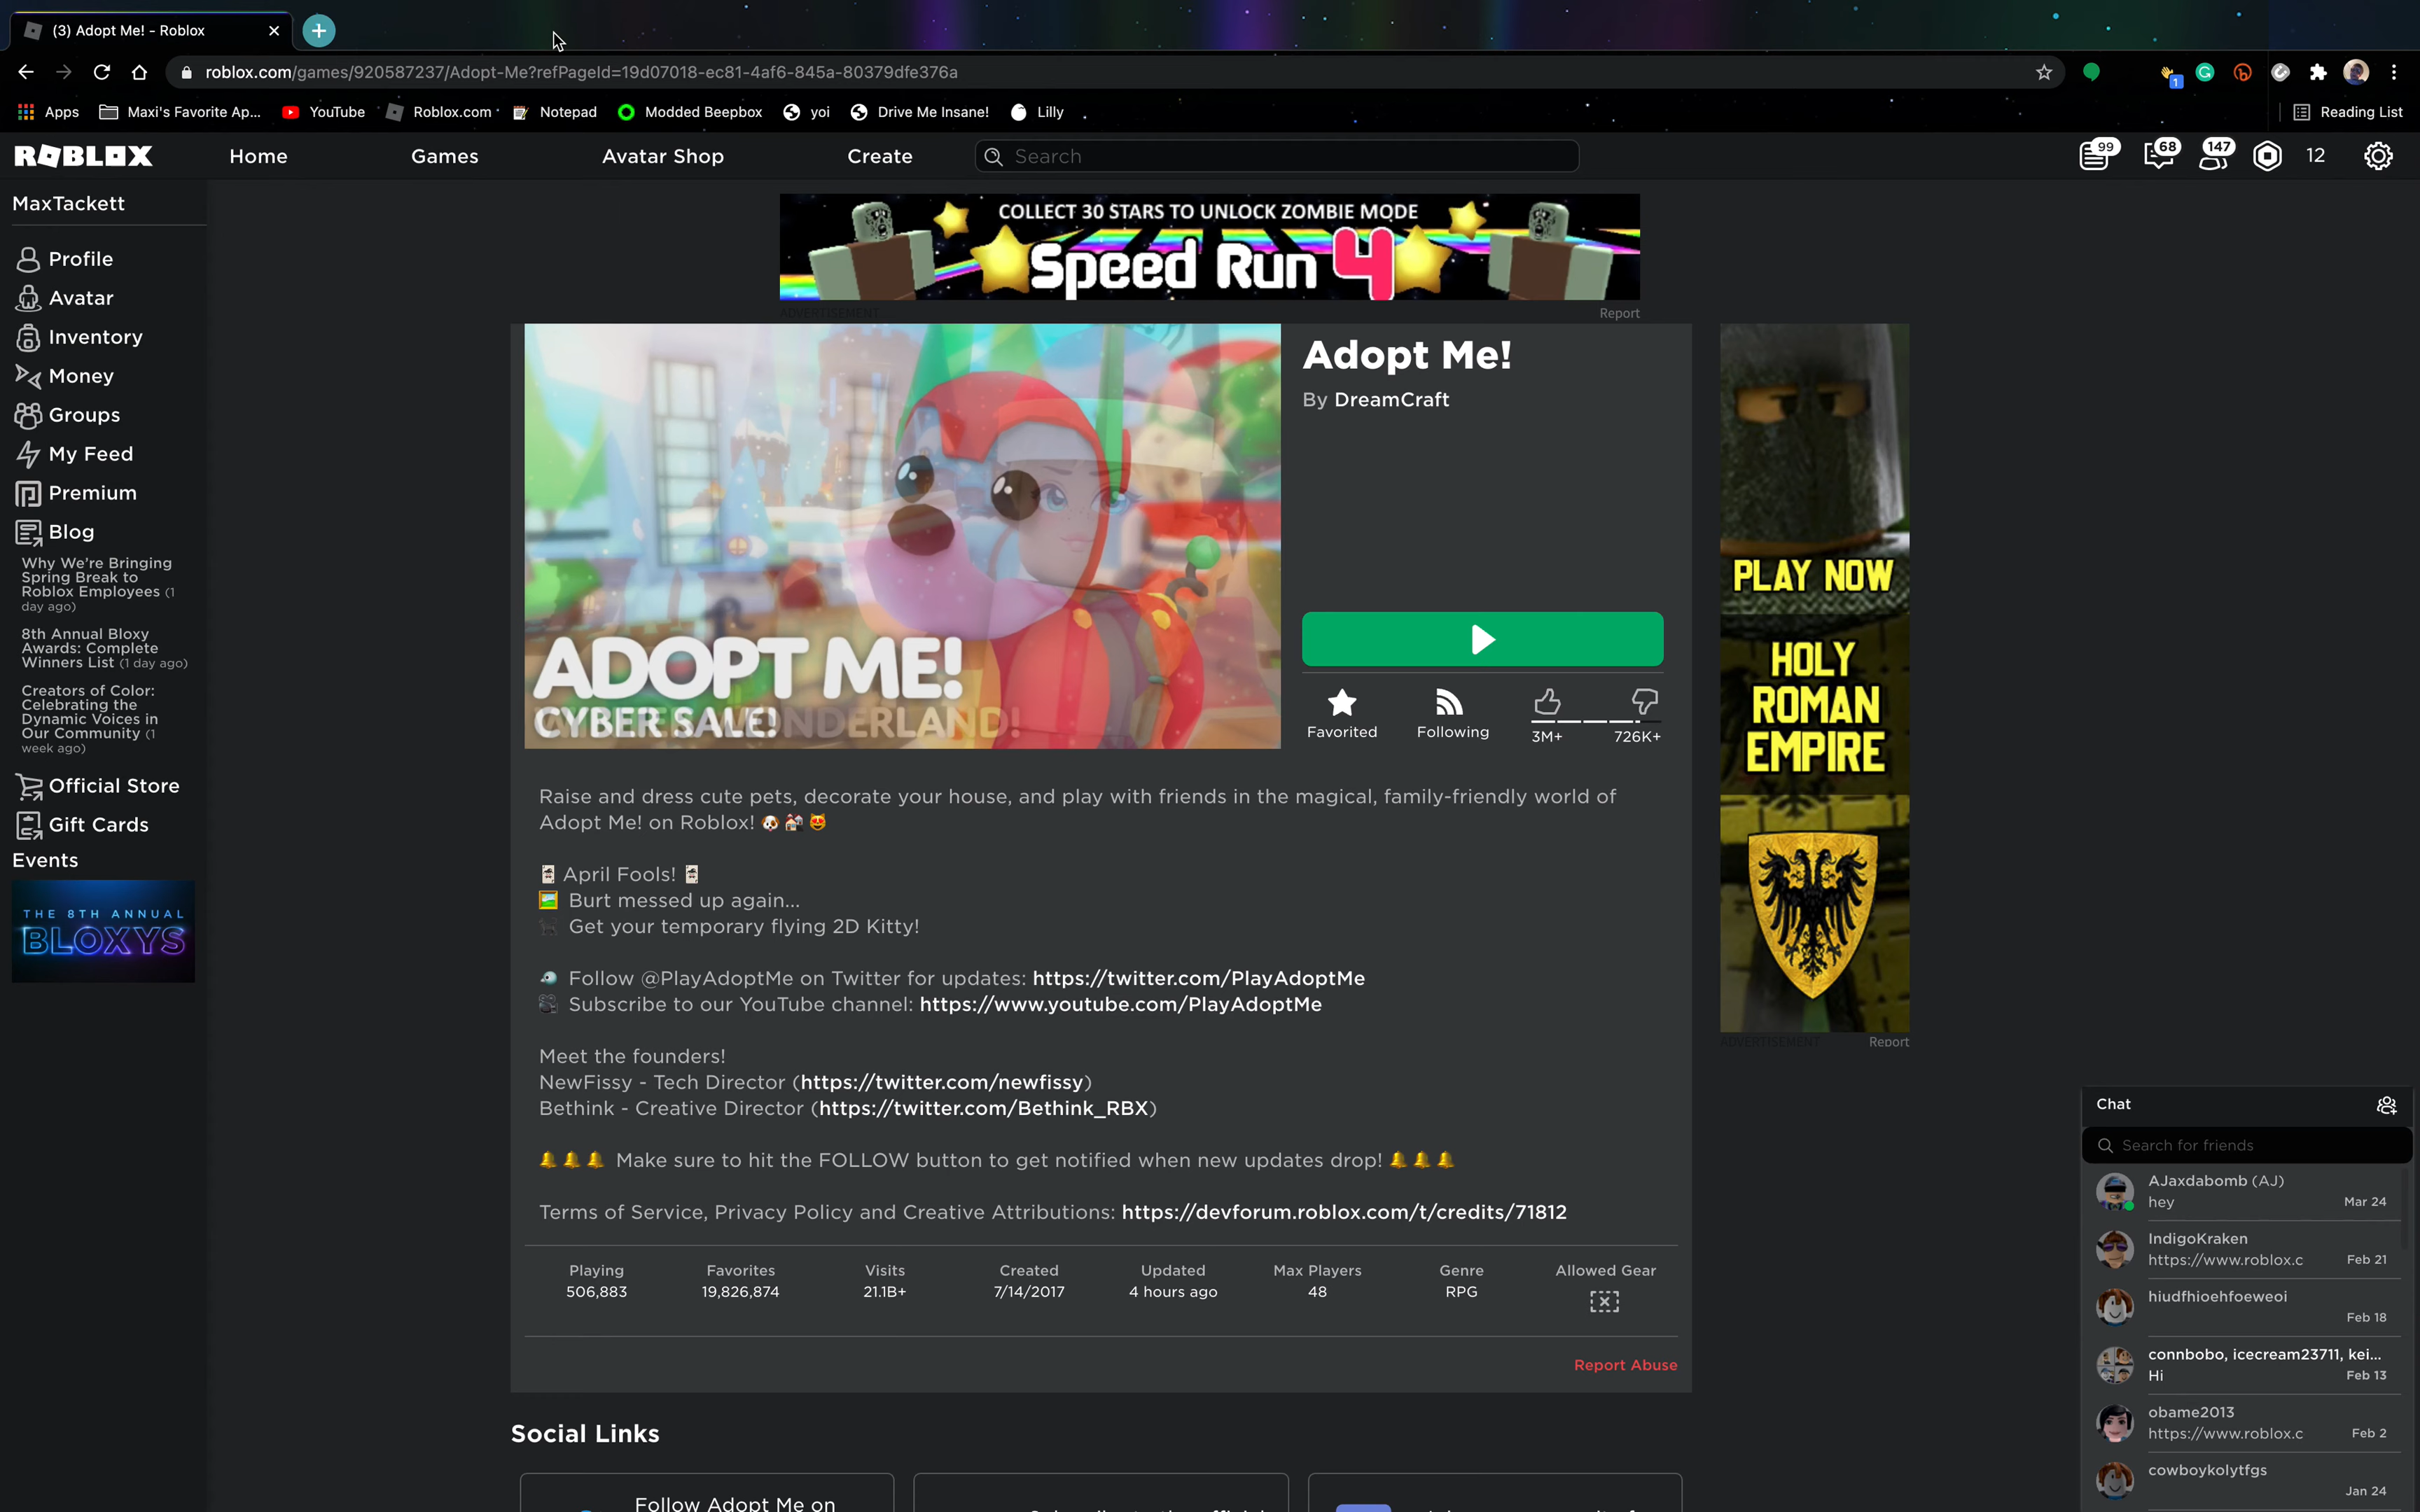 (3) Adopt Me! - Roblox
roblox.com/games/920587237/Adopt-Me?refPageId=19d07018-ec81-4af6-845a-80379dfe376a
1
Apps
Maxi's Favorite Ap...
YouTube
Roblox.com
Notepad
Modded Beepbox
yoi
Drive Me Insane!
Lilly
Reading List
ROBLOX
Home
Games
Avatar Shop
Create
Search
99
68
147
12
MaxTackett
Profile
Avatar
Inventory
Money
Groups
My Feed
Premium
Blog
Why We're Bringing
Spring Break to
Roblox Employees (1
day ago)
8th Annual Bloxy
Awards: Complete
Winners List (1 day ago)
Creators of Color:
Celebrating the
Dynamic Voices in
Our Community (1
week ago)
Official Store
Gift Cards
Events
THE 8TH ANNUAL
BLOXYS
COLLECT 30 STARS TO UNLOCK ZOMBIE MODE
Speed Run 4
ADVERTISEMENT
Report
ADOPT ME!
CYBER SALE!
Adopt Me!
By DreamCraft
Favorited
Following
3M+
726K+
Raise and dress cute pets, decorate your house, and play with friends in the magical, family-friendly world of
Adopt Me! on Roblox! 🐶 🏘️ 😻
🃏 April Fools! 🃏
🖼️ Burt messed up again...
🐈‍⬛ Get your temporary flying 2D Kitty!
🐦 Follow @PlayAdoptMe on Twitter for updates: https://twitter.com/PlayAdoptMe
🎥 Subscribe to our YouTube channel: https://www.youtube.com/PlayAdoptMe
Meet the founders!
NewFissy - Tech Director (https://twitter.com/newfissy)
Bethink - Creative Director (https://twitter.com/Bethink_RBX)
🔔🔔🔔 Make sure to hit the FOLLOW button to get notified when new updates drop! 🔔🔔🔔
Terms of Service, Privacy Policy and Creative Attributions: https://devforum.roblox.com/t/credits/71812
Playing
506,883
Favorites
19,826,874
Visits
21.1B+
Created
7/14/2017
Updated
4 hours ago
Max Players
48
Genre
RPG
Allowed Gear
Report Abuse
Social Links
Follow Adopt Me on
PLAY NOW
HOLY
ROMAN
EMPIRE
ADVERTISEMENT
Report
Chat
Search for friends
AJaxdabomb (AJ)
hey
Mar 24
IndigoKraken
https://www.roblox.c
Feb 21
hiudfhioehfoeweoi
Feb 18
connbobo, icecream23711, kei...
Hi
Feb 13
obame2013
https://www.roblox.c
Feb 2
cowboykolytfgs
Jan 24